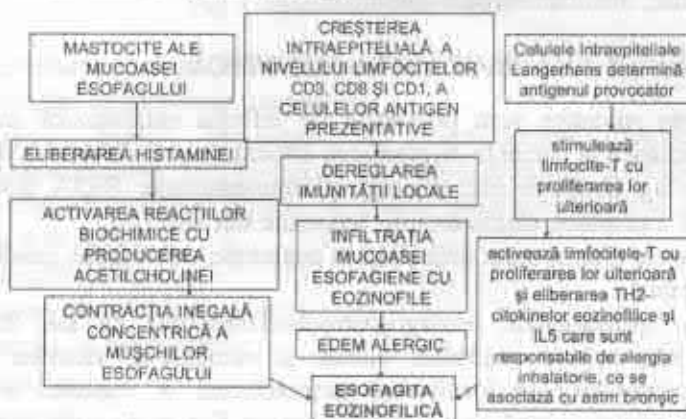 MASTOCITE ALE
MUCOASEI
ESOFAGULUI
ELIBERAREA HISTAMINEI
ACTIVAREA REACȚIILOR
BIOCHIMICE CU
PRODUCEREA
ACETILCHOLINEI
CONTRACȚIA INEGALĂ
CONCENTRICĂ A
MUȘCHILOR
ESOFAGULUI
CREȘTEREA
INTRAEPITELIALĂ A
NIVELULUI LIMFOCITELOR
CD3, CD8 ȘI CD1, A
CELULELOR ANTIGEN
PREZENTATIVE
DEREGLAREA
IMUNITĂȚII LOCALE
INFILTRAȚIA
MUCOASEI
ESOFAGIENE CU
EOZINOFILE
EDEM ALERGIC
ESOFAGITA
EOZINOFILICĂ
Celulele Intraepiteliale
Langerhans determină
antigenul provocator
stimulează
limfocite-T cu
proliferarea lor
ulterioară
activează limfocitele-T cu
proliferarea lor ulterioară
și eliberarea TH2-
citokinelor eozinofilice și
IL5 care sunt
responsabile de alergia
inhalatorie, ce se
asociază cu astm bronșic